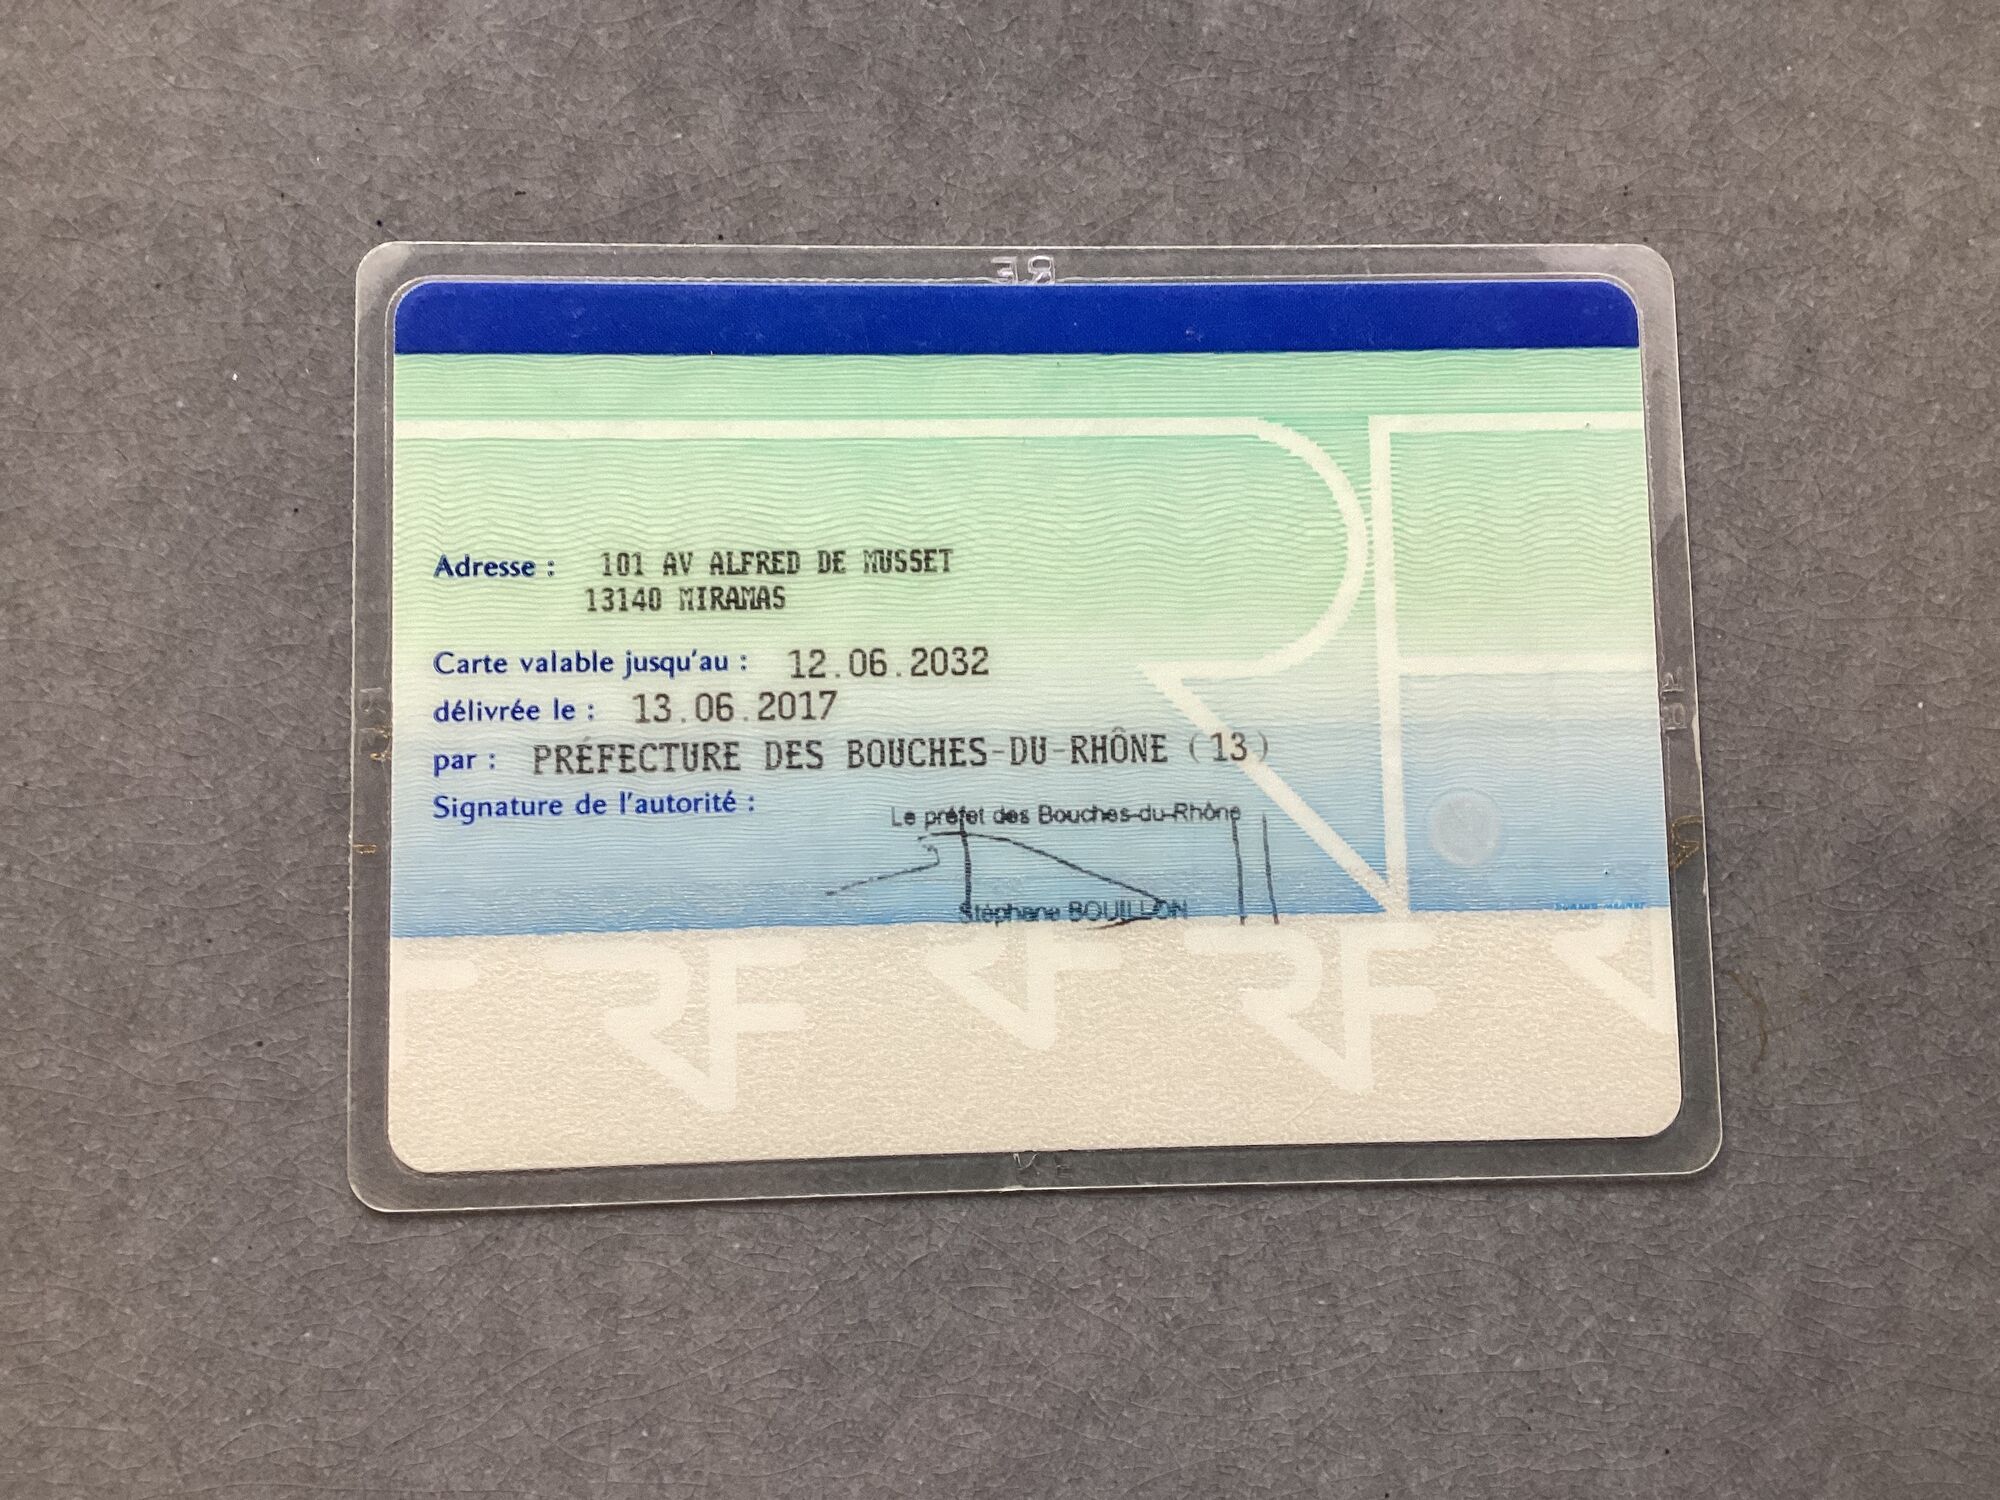 RF
Adresse : 101 AV ALFRED DE MUSSET
13140 MIRAMAS
Carte valable jusqu'au : 12.06.2032
délivrée le : 13.06.2017
par : PRÉFECTURE DES BOUCHES-DU-RHÔNE (13)
Signature de l'autorité :
Le préfet des Bouches-du-Rhône
Stéphane BOUILLON
RF RF RF